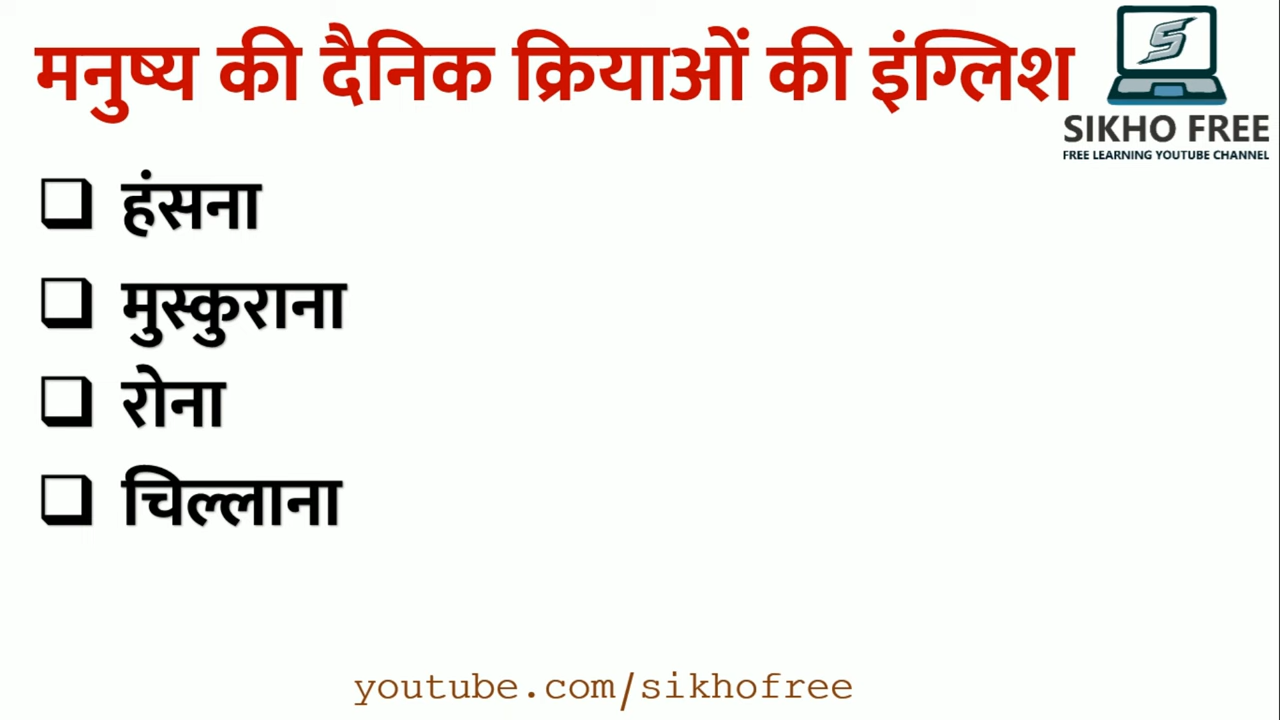 मनुष्य की दैनिक क्रियाओं की इंग्लिश
S
SIKHO FREE
FREE LEARNING YOUTUBE CHANNEL
हंसना
मुस्कुराना
रोना
चिल्लाना
youtube.com/sikhofree